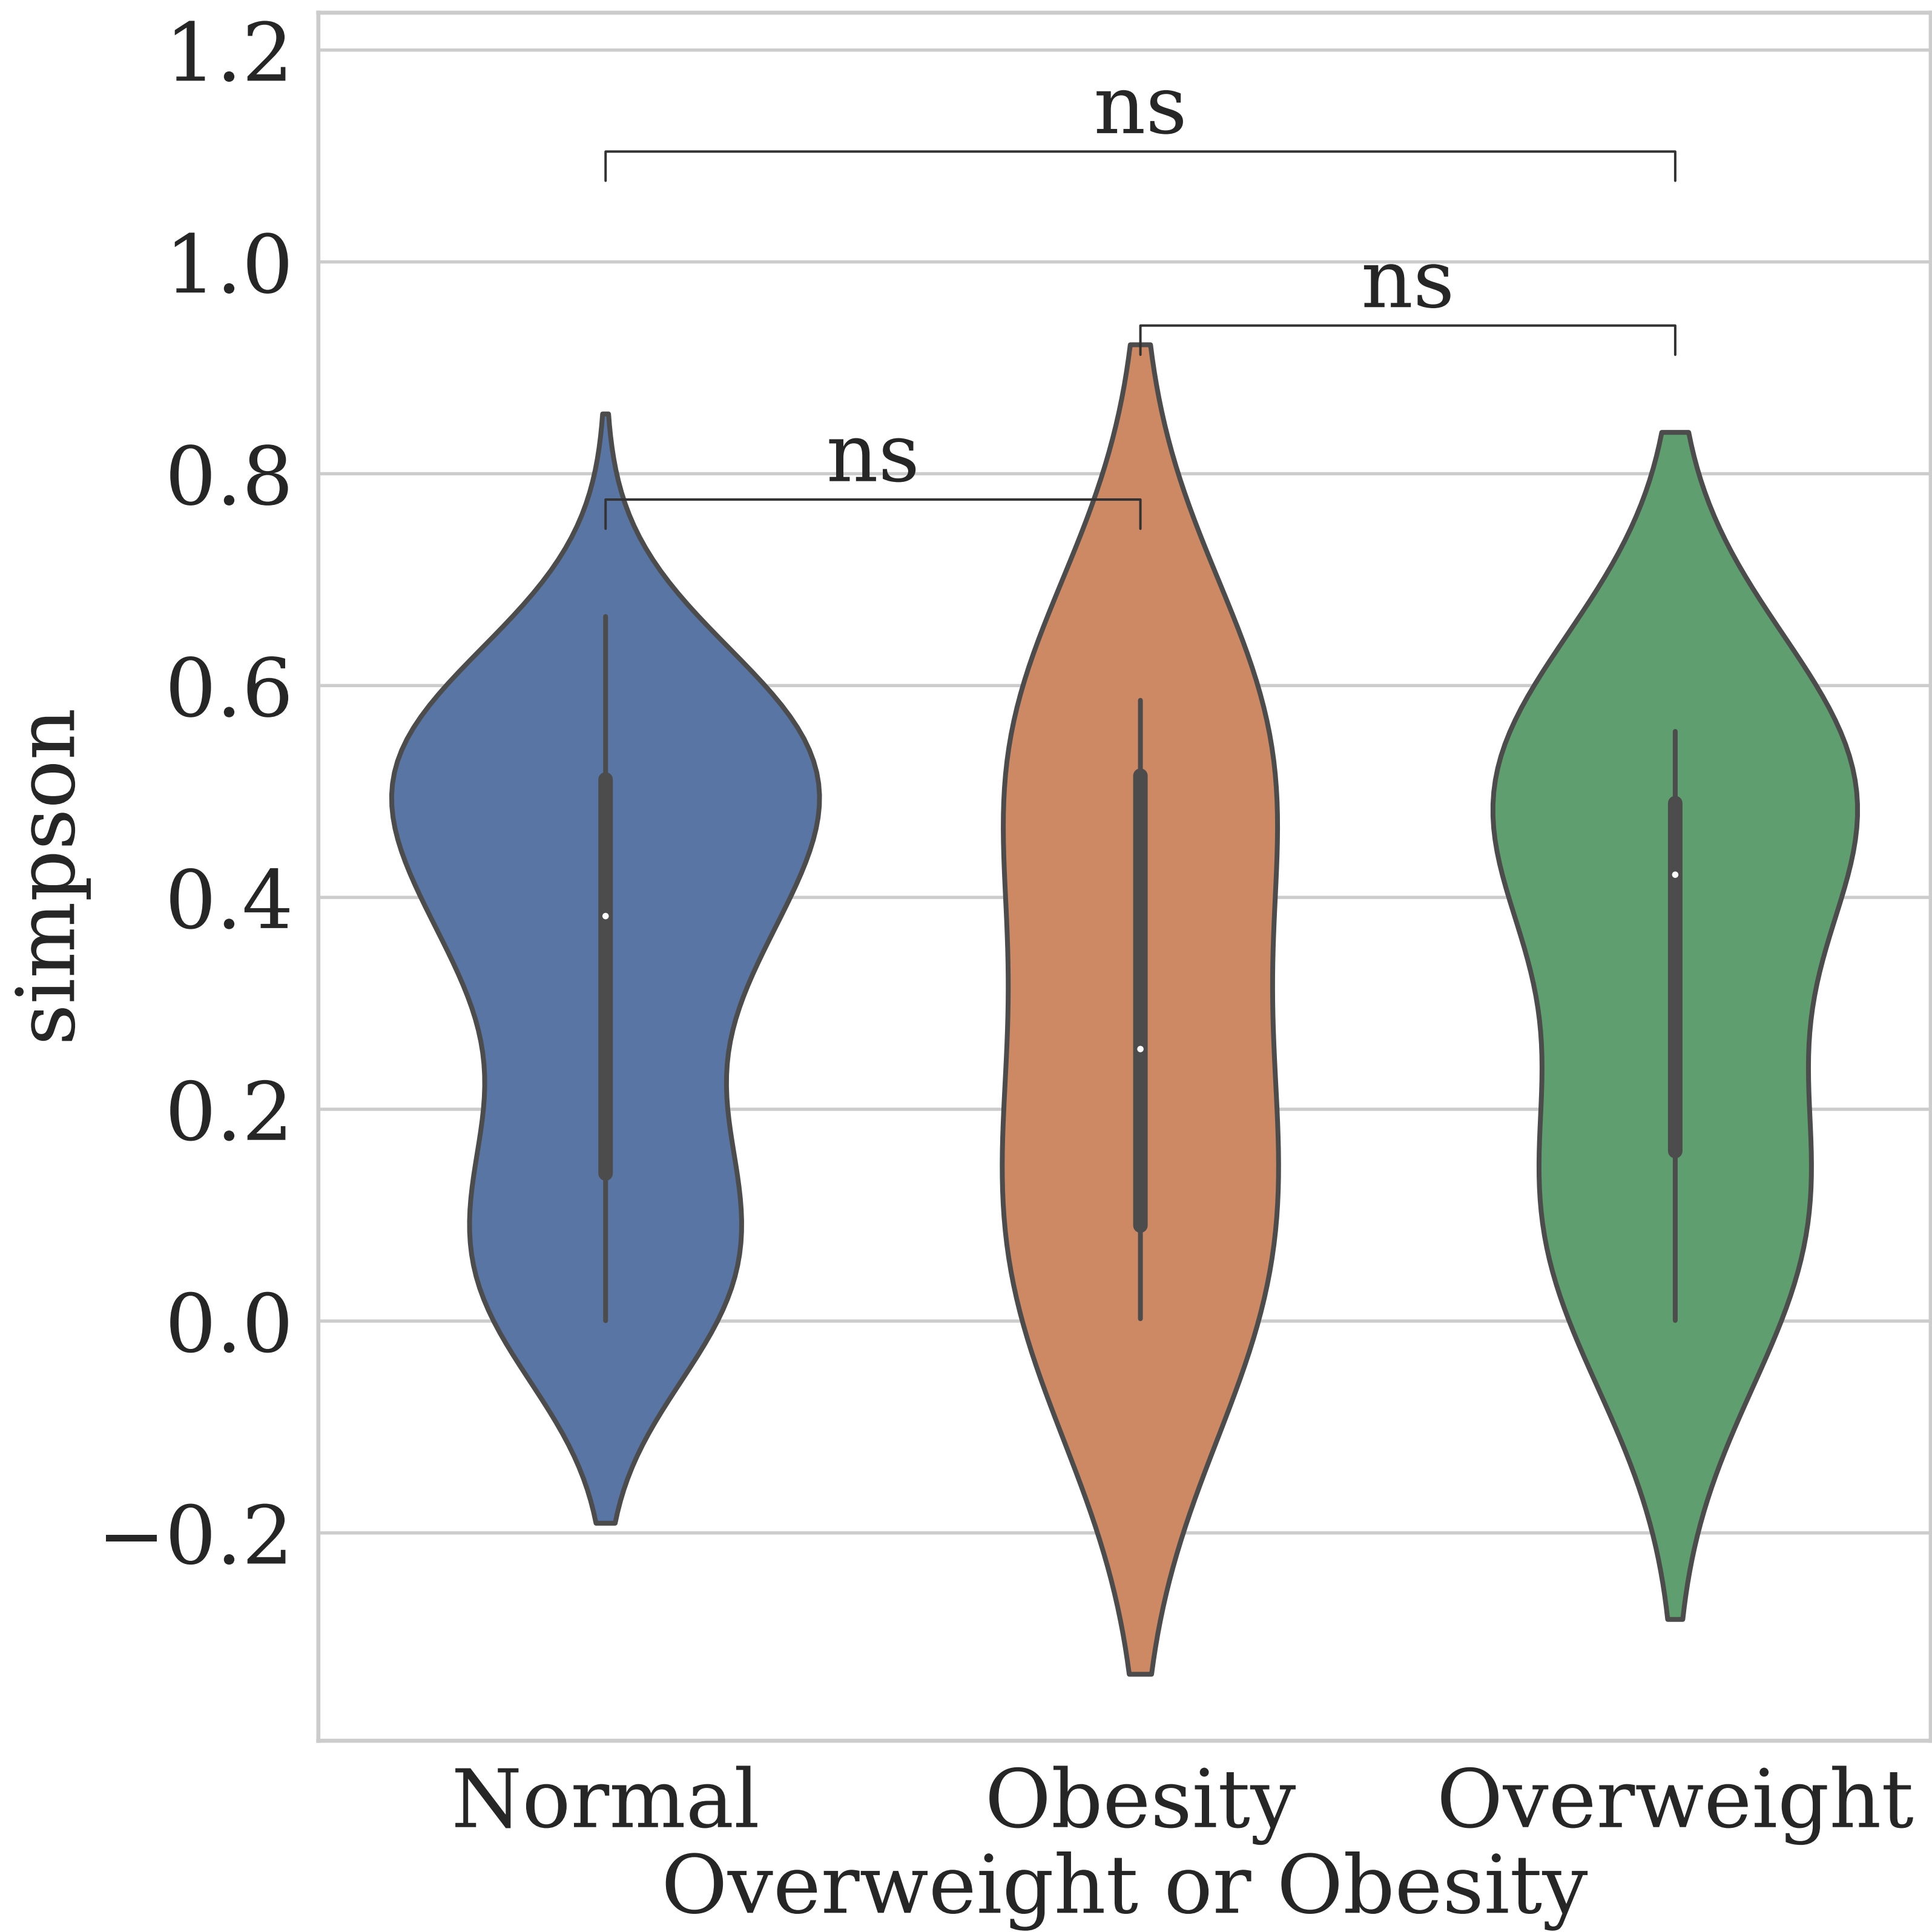 1.2
ns
1.0
ns
0.8
ns
0.6
simpson
0.4
0.2
0.0
−0.2
Normal Obesity Overweight
Overweight or Obesity